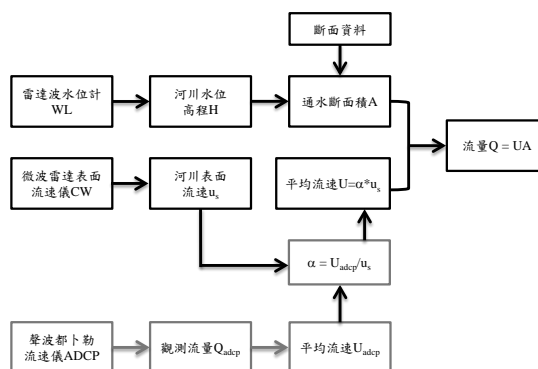 斷面資料
雷達波水位計
WL
河川水位
高程H
通水斷面積A
流量Q = UA
微波雷達表面
流速儀CW
河川表面
流速uₛ
平均流速U=α*uₛ
α = Uadcp/uₛ
聲波都卜勒
流速儀ADCP
觀測流量Qadcp
平均流速Uadcp